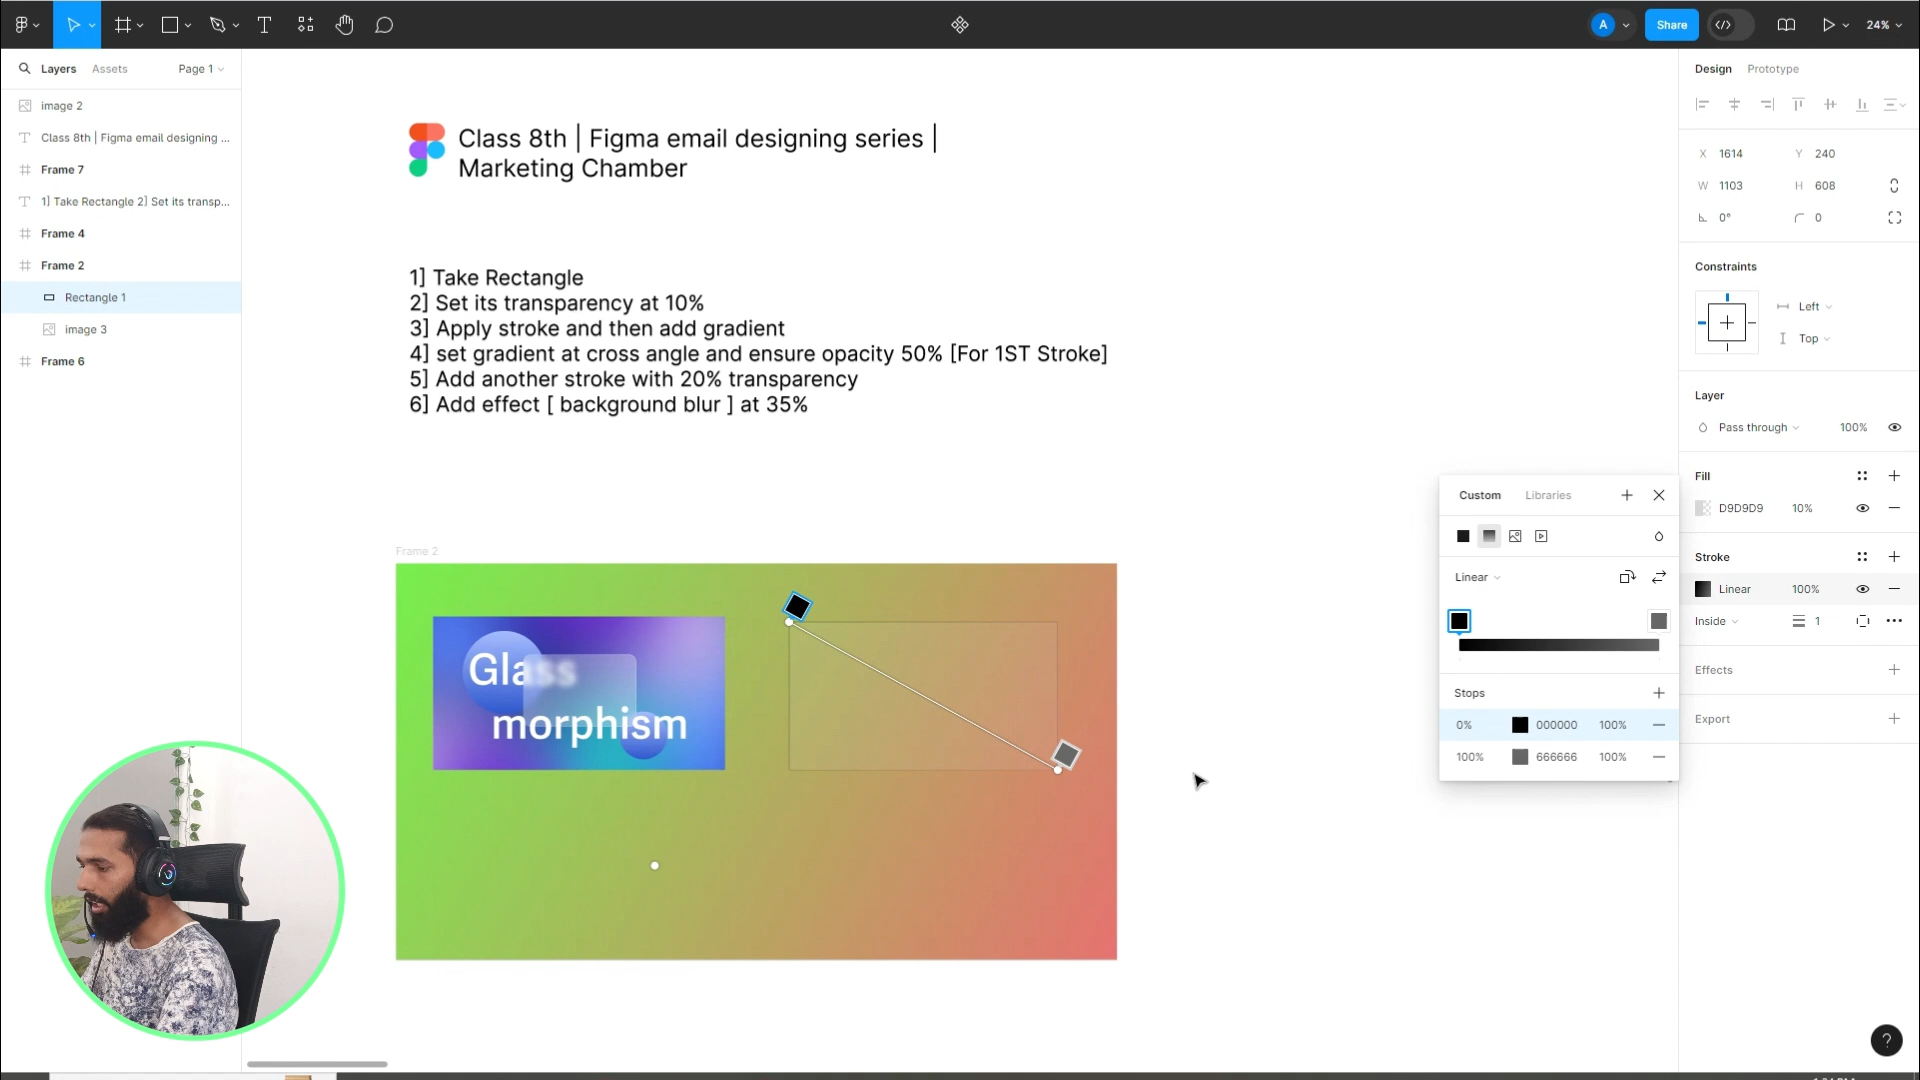 A
Share
24%
Layers
Assets
Page 1
image 2
Class 8th | Figma email designing ...
Frame 7
1] Take Rectangle 2] Set its transp...
Frame 4
Frame 2
Rectangle 1
image 3
Frame 6
Class 8th | Figma email designing series |
Marketing Chamber
1] Take Rectangle
2] Set its transparency at 10%
3] Apply stroke and then add gradient
4] set gradient at cross angle and ensure opacity 50% [For 1ST Stroke]
5] Add another stroke with 20% transparency
6] Add effect [ background blur ] at 35%
Frame 2
Glass
morphism
Custom
Libraries
Linear
Stops
0% 000000 100%
100% 666666 100%
Design
Prototype
X 1614 Y 240
W 1103 H 608
0° 0
Constraints
Left
Top
Layer
Pass through 100%
Fill
D9D9D9 10%
Stroke
Linear 100%
Inside 1
Effects
Export
?